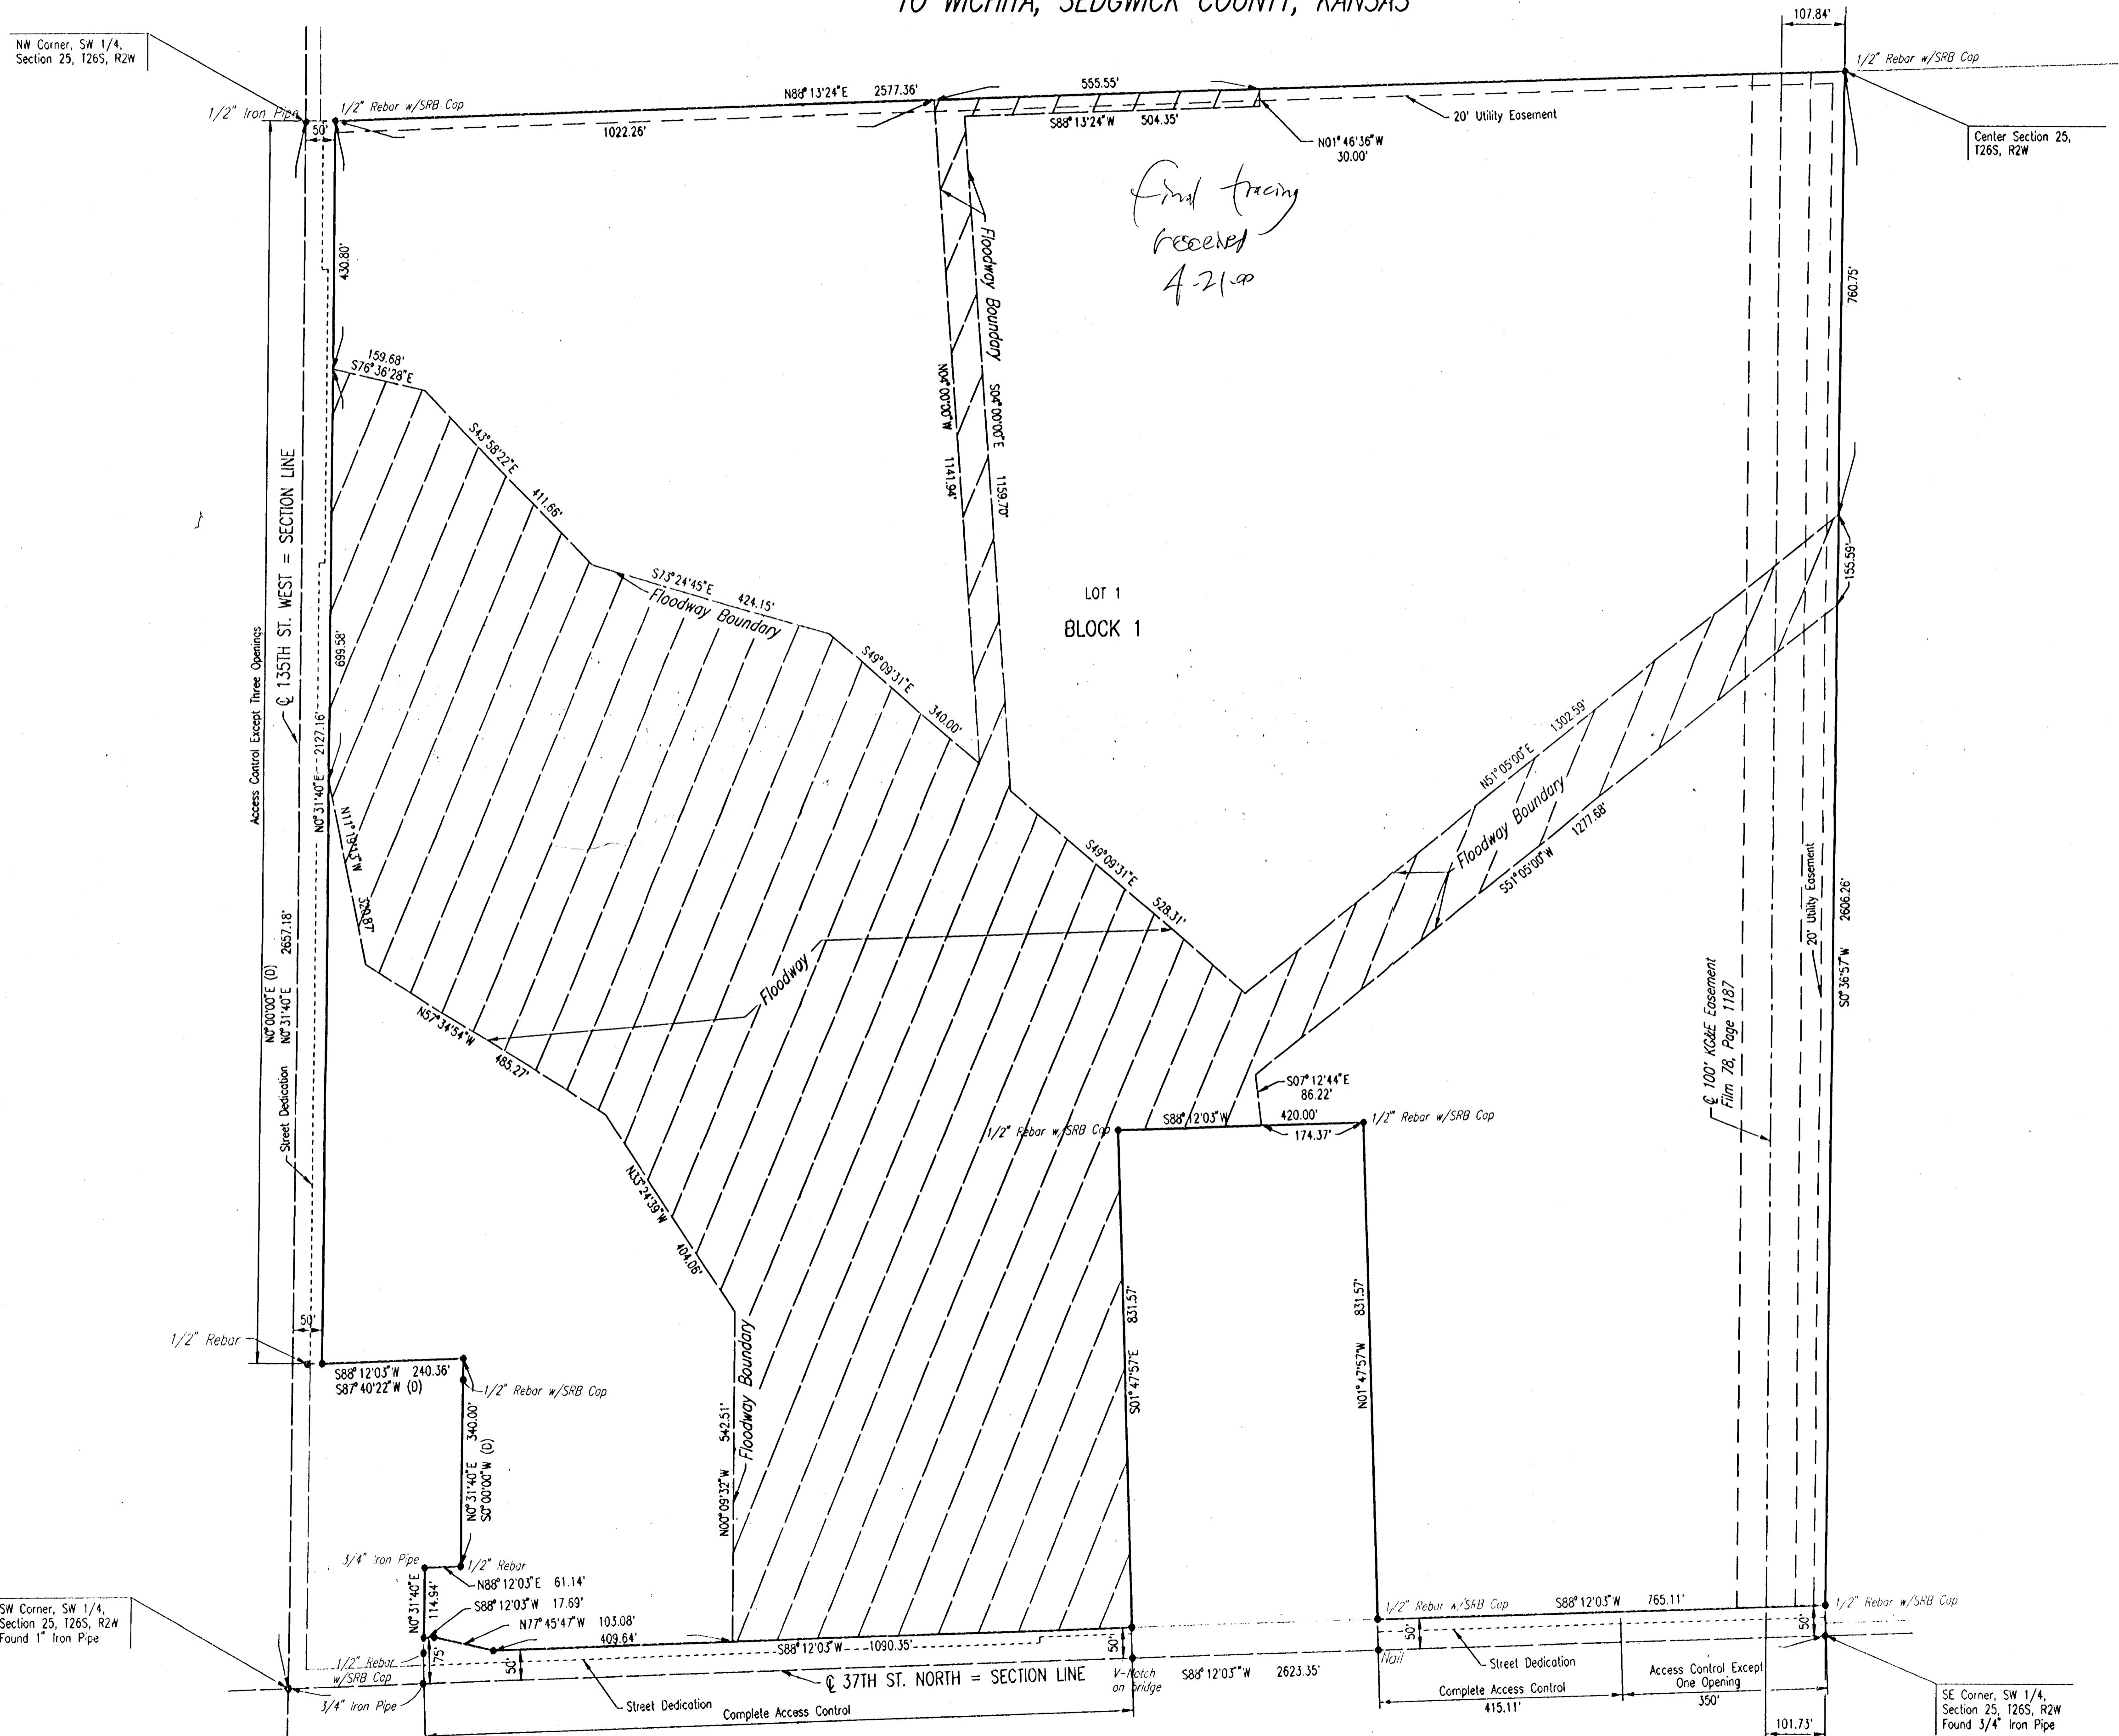 TO WICHITA, SEDGWICK COUNTY, KANSAS
107.84'
NW Corner, SW 1/4,
Section 25, T26S, R2W
1/2" Rebar w/SRB Cap
N88°13'24"E 2577.36'
555.55'
1/2" Iron Pipe
1/2" Rebar w/SRB Cap
50'
1022.26'
S88°13'24"W 504.35'
20' Utility Easement
N01°46'36"W
30.00'
Center Section 25,
T26S, R2W
final tracing
received
4-21-00
430.80'
760.75'
Floodway Boundary
S04°00'00"E 1159.70'
N04°00'00"W 1141.94'
159.68'
S76°36'28"E
S43°58'22"E
411.66'
℄ 135TH ST. WEST = SECTION LINE
Access Control Except Three Openings
S73°24'45"E 424.15'
Floodway Boundary
LOT 1
BLOCK 1
155.59'
699.58'
S49°09'31"E
340.00'
N0°31'40"E 2127.16'
N51°05'00"E 1302.59'
Floodway Boundary
S51°05'00"W 1277.68'
320.87'
S49°09'31"E
528.31'
Floodway
20' Utility Easement
S0°36'57"W 2606.26'
N0°00'00"E (D)
N0°31'40"E 2657.18'
Street Dedication
N57°34'54"W
485.27'
℄ 100' KG&E Easement
Film 78, Page 1187
S07°12'44"E
86.22'
S88°12'03"W 420.00'
174.37'
1/2" Rebar w/SRB Cap
1/2" Rebar w/SRB Cap
N33°24'39"W
404.06'
S01°47'57"E 831.57'
N01°47'57"W 831.57'
50'
1/2" Rebar
S88°12'03"W 240.36'
S87°40'22"W (D)
1/2" Rebar w/SRB Cap
N0°31'40"E 340.00'
S0°00'00"W (D)
N00°09'32"W 542.51'
Floodway Boundary
3/4" Iron Pipe
1/2" Rebar
N88°12'03"E 61.14'
N0°31'40"E
114.94'
S88°12'03"W 17.69'
N77°45'47"W 103.08'
409.64'
S88°12'03"W 1090.35'
1/2" Rebar w/SRB Cap
S88°12'03"W 765.11'
1/2" Rebar w/SRB Cap
SW Corner, SW 1/4,
Section 25, T26S, R2W
Found 1" Iron Pipe
1/2" Rebar
w/SRB Cap
3/4" Iron Pipe
75'
50'
50'
50'
50'
℄ 37TH ST. NORTH = SECTION LINE
V-Notch
on bridge
S88°12'03"W 2623.35'
Nail
Street Dedication
Street Dedication
Complete Access Control
Complete Access Control
415.11'
Access Control Except
One Opening
350'
101.73'
SE Corner, SW 1/4,
Section 25, T26S, R2W
Found 3/4" Iron Pipe